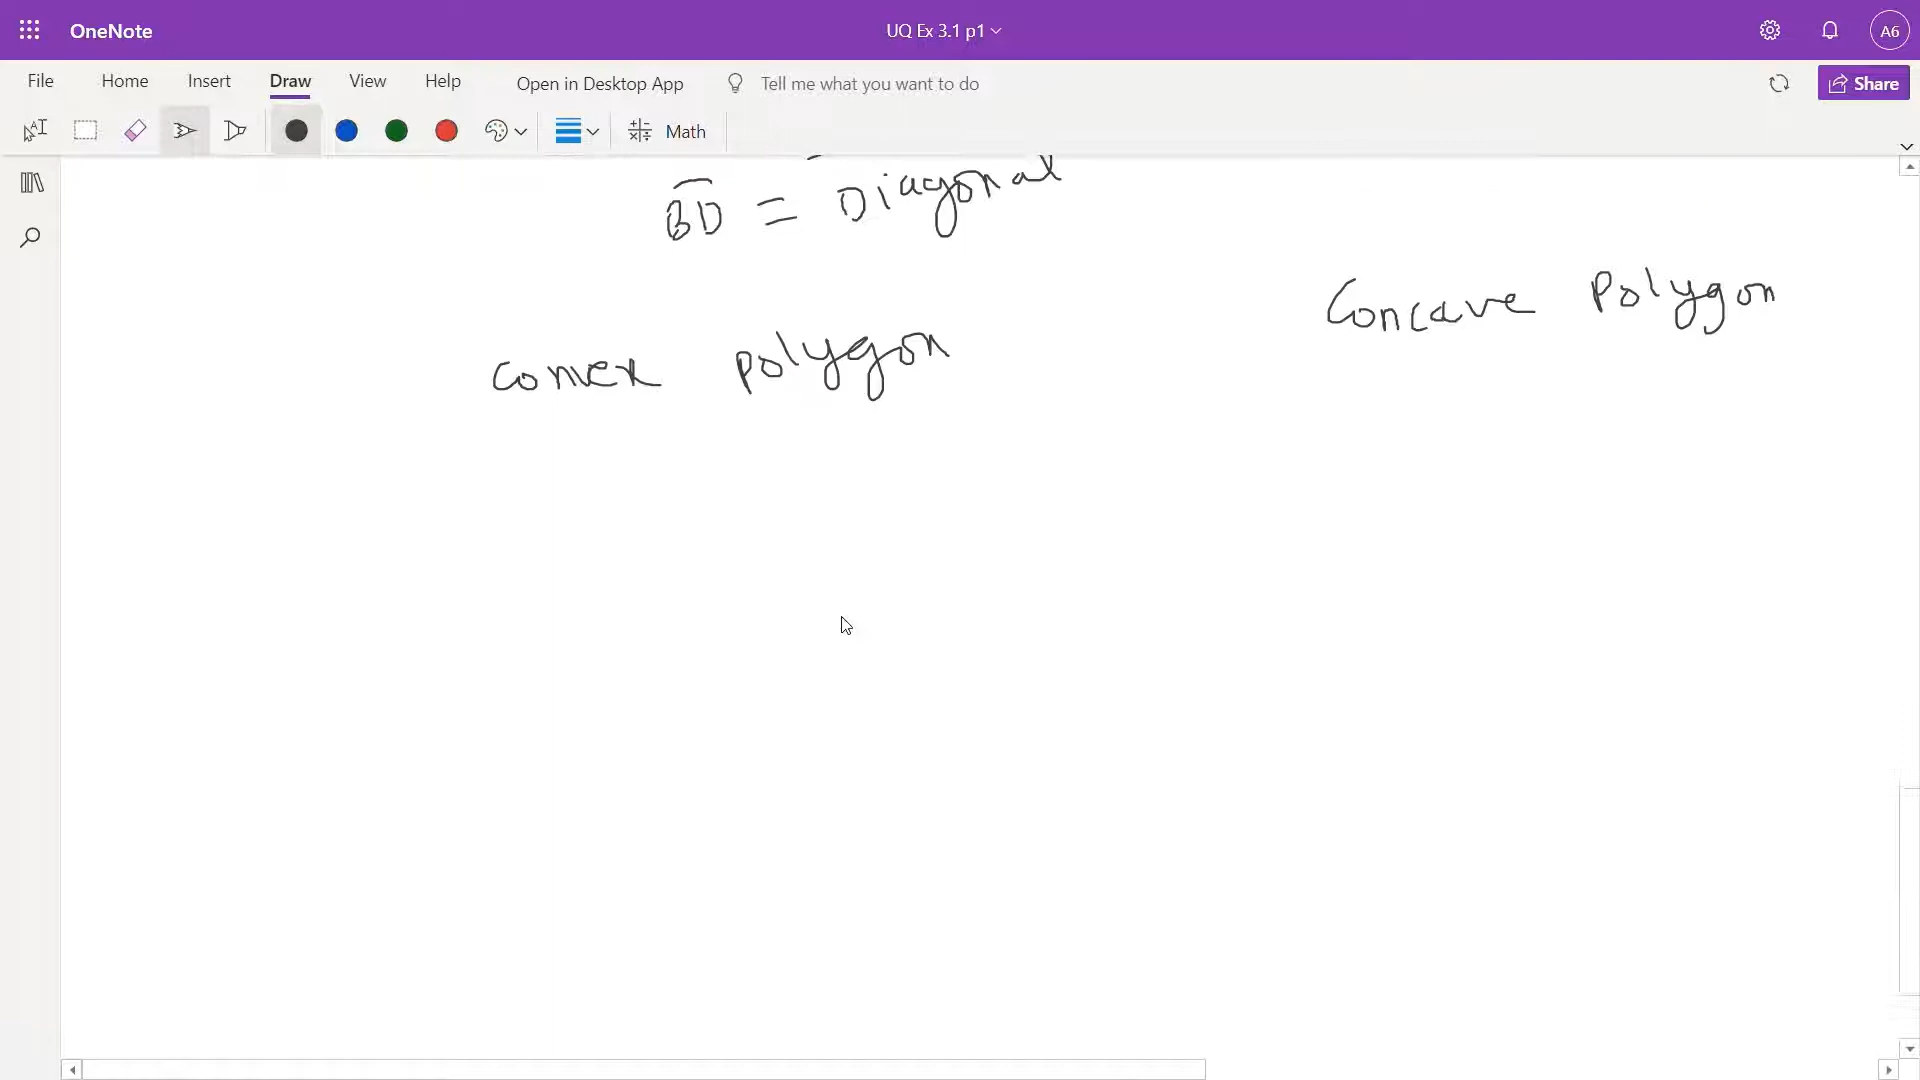 OneNote
UQ Ex 3.1 p1
A6
File Home Insert Draw View Help Open in Desktop App Tell me what you want to do Share
Math
BD = Diagonal
Concave Polygon
Convex polygon